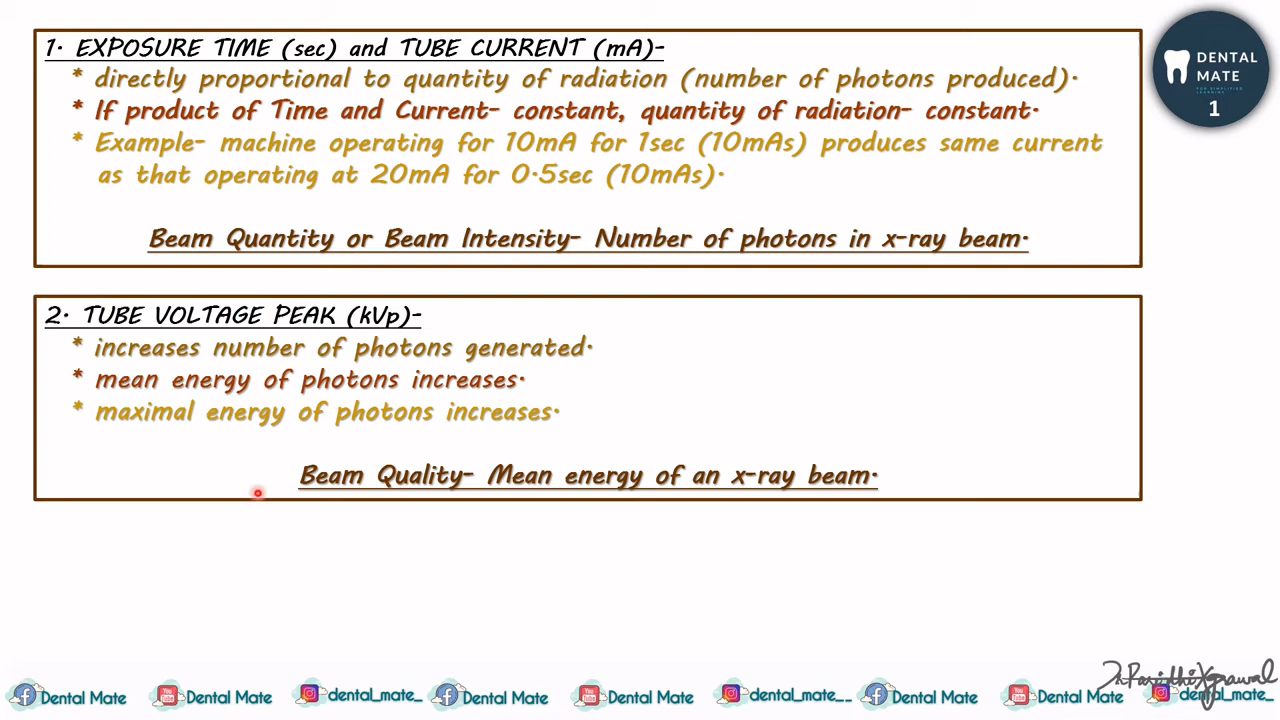 1. EXPOSURE TIME (sec) and TUBE CURRENT (mA)-
* directly proportional to quantity of radiation (number of photons produced).
* If product of Time and Current- constant, quantity of radiation- constant.
* Example- machine operating for 10mA for 1sec (10mAs) produces same current
as that operating at 20mA for 0.5sec (10mAs).
Beam Quantity or Beam Intensity- Number of photons in x-ray beam.
DENTAL
MATE
FOR SIMPLIFIED
LEARNING
1
2. TUBE VOLTAGE PEAK (kVp)-
* increases number of photons generated.
* mean energy of photons increases.
* maximal energy of photons increases.
Beam Quality- Mean energy of an x-ray beam.
Dental Mate Dental Mate dental_mate_ Dental Mate Dental Mate dental_mate__ Dental Mate Dental Mate dental_mate_